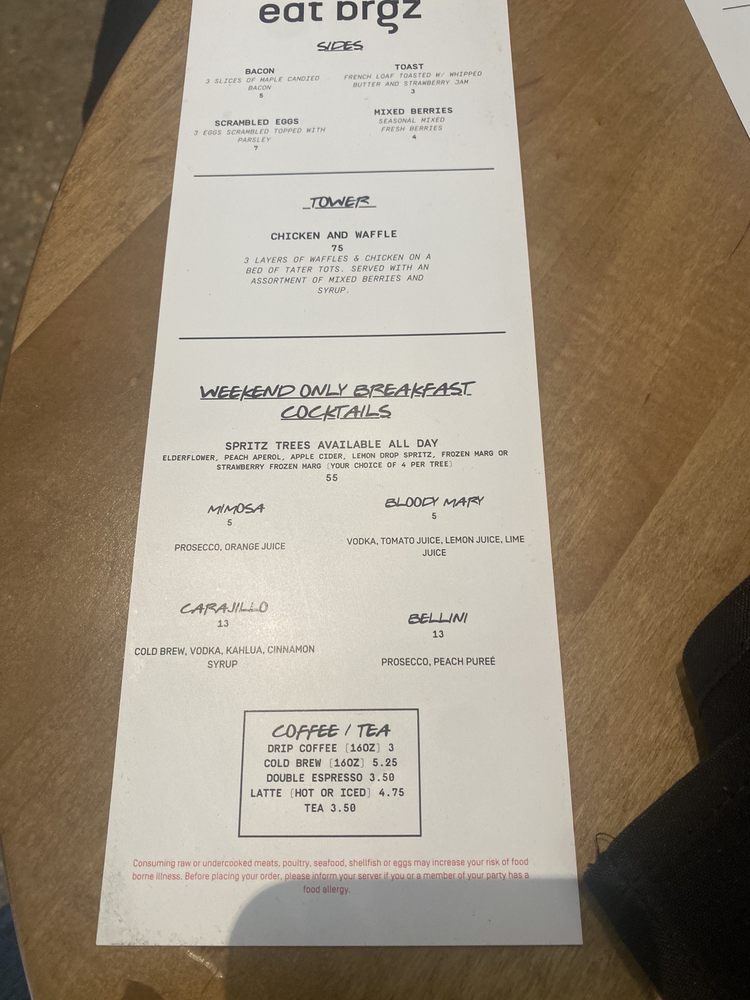 eat brgz
SIDES
BACON
3 SLICES OF MAPLE CANDIED
BACON
5
TOAST
FRENCH LOAF TOASTED W/ WHIPPED
BUTTER AND STRAWBERRY JAM
3
SCRAMBLED EGGS
3 EGGS SCRAMBLED TOPPED WITH
PARSLEY
7
MIXED BERRIES
SEASONAL MIXED
FRESH BERRIES
4
TOWER
CHICKEN AND WAFFLE
75
3 LAYERS OF WAFFLES & CHICKEN ON A
BED OF TATER TOTS. SERVED WITH AN
ASSORTMENT OF MIXED BERRIES AND
SYRUP.
WEEKEND ONLY BREAKFAST
COCKTAILS
SPRITZ TREES AVAILABLE ALL DAY
ELDERFLOWER, PEACH APEROL, APPLE CIDER, LEMON DROP SPRITZ, FROZEN MARG OR
STRAWBERRY FROZEN MARG (YOUR CHOICE OF 4 PER TREE)
55
MIMOSA
5
PROSECCO, ORANGE JUICE
BLOODY MARY
5
VODKA, TOMATO JUICE, LEMON JUICE, LIME
JUICE
CARAJILLO
13
COLD BREW, VODKA, KAHLUA, CINNAMON
SYRUP
BELLINI
13
PROSECCO, PEACH PUREÉ
COFFEE / TEA
DRIP COFFEE (16OZ) 3
COLD BREW (16OZ) 5.25
DOUBLE ESPRESSO 3.50
LATTE (HOT OR ICED) 4.75
TEA 3.50
Consuming raw or undercooked meats, poultry, seafood, shellfish or eggs may increase your risk of food
borne illness. Before placing your order, please inform your server if you or a member of your party has a
food allergy.